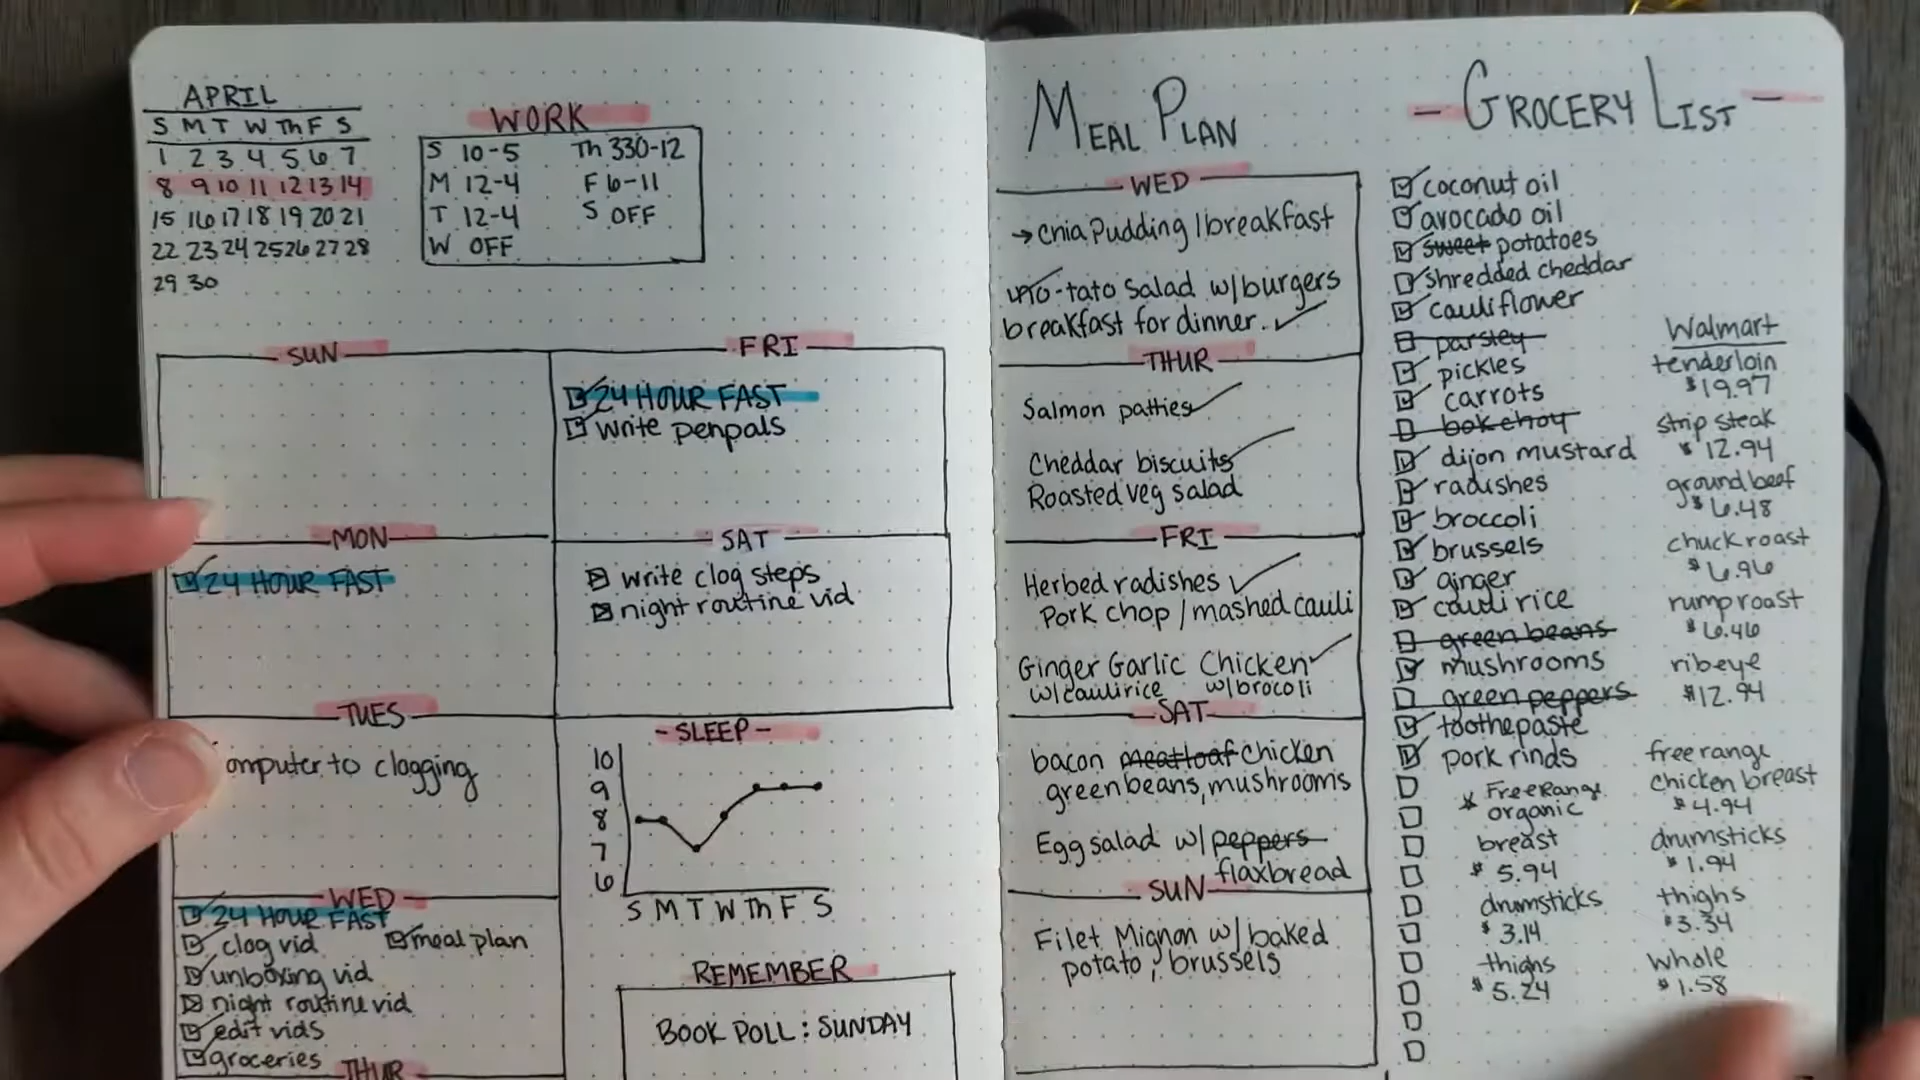 APRIL
S M T W Th F S
1 2 3 4 5 6 7
8 9 10 11 12 13 14
15 16 17 18 19 20 21
22 23 24 25 26 27 28
29 30
WORK
S 10-5 Th 330-12
M 12-4 F 6-11
T 12-4 S OFF
W OFF
SUN
MON
24 HOUR FAST
TUES
omputer to clogging
WED
24 HOUR FAST
clog vid meal plan
unboxing vid
night routine vid
edit vids
groceries
THUR
FRI
24 HOUR FAST
write penpals
SAT
write clog steps
night routine vid
-SLEEP-
10
9
8
7
6
S M T W Th F S
REMEMBER
BOOK POLL: SUNDAY
MEAL PLAN
WED
→ chia Pudding / breakfast
-tato Salad w/burgers
breakfast for dinner.
THUR
Salmon patties
Cheddar biscuits
Roasted veg salad
FRI
Herbed radishes
Pork chop / mashed cauli
Ginger Garlic Chicken
w/caulirice w/brocoli
SAT
bacon meatloaf chicken
green beans, mushrooms
Egg salad w/peppers
flaxbread
SUN
Filet Mignon w/baked
potato, brussels
- GROCERY LIST -
coconut oil
avocado oil
sweet potatoes
shredded cheddar
cauliflower
parsley
pickles
carrots
bok choy
dijon mustard
radishes
broccoli
brussels
ginger
cauli rice
green beans
mushrooms
green peppers
toothepaste
pork rinds
* Free Range
organic
breast
$5.94
drumsticks
$3.14
thighs
$5.24
Walmart
tenderloin
$19.97
strip steak
$12.94
ground beef
$6.48
chuck roast
$6.96
rump roast
$6.46
ribeye
$12.94
free range
chicken breast
$4.94
drumsticks
$1.94
thighs
$3.34
whole
$1.58